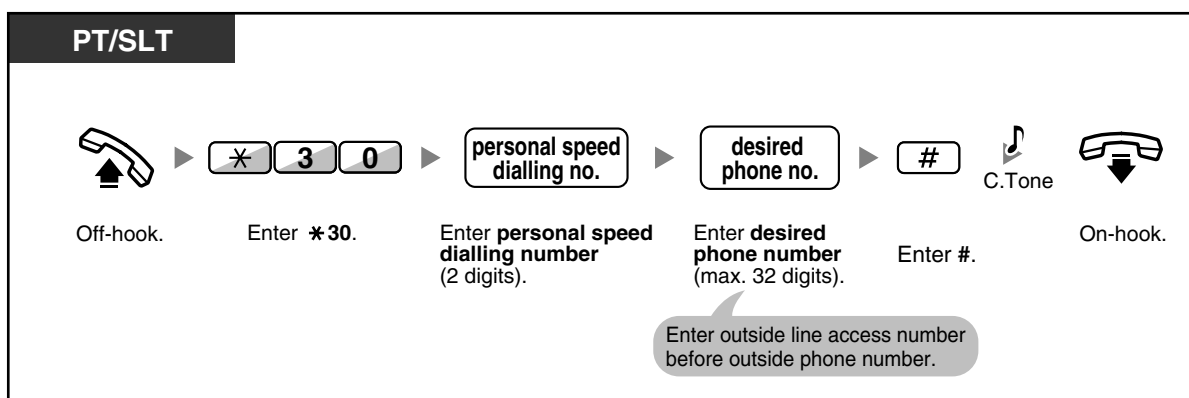 PT/SLT
* 3 0
personal speed
dialling no.
desired
phone no.
#
C.Tone
Off-hook.
Enter *30.
Enter personal speed
dialling number
(2 digits).
Enter desired
phone number
(max. 32 digits).
Enter #.
On-hook.
Enter outside line access number
before outside phone number.